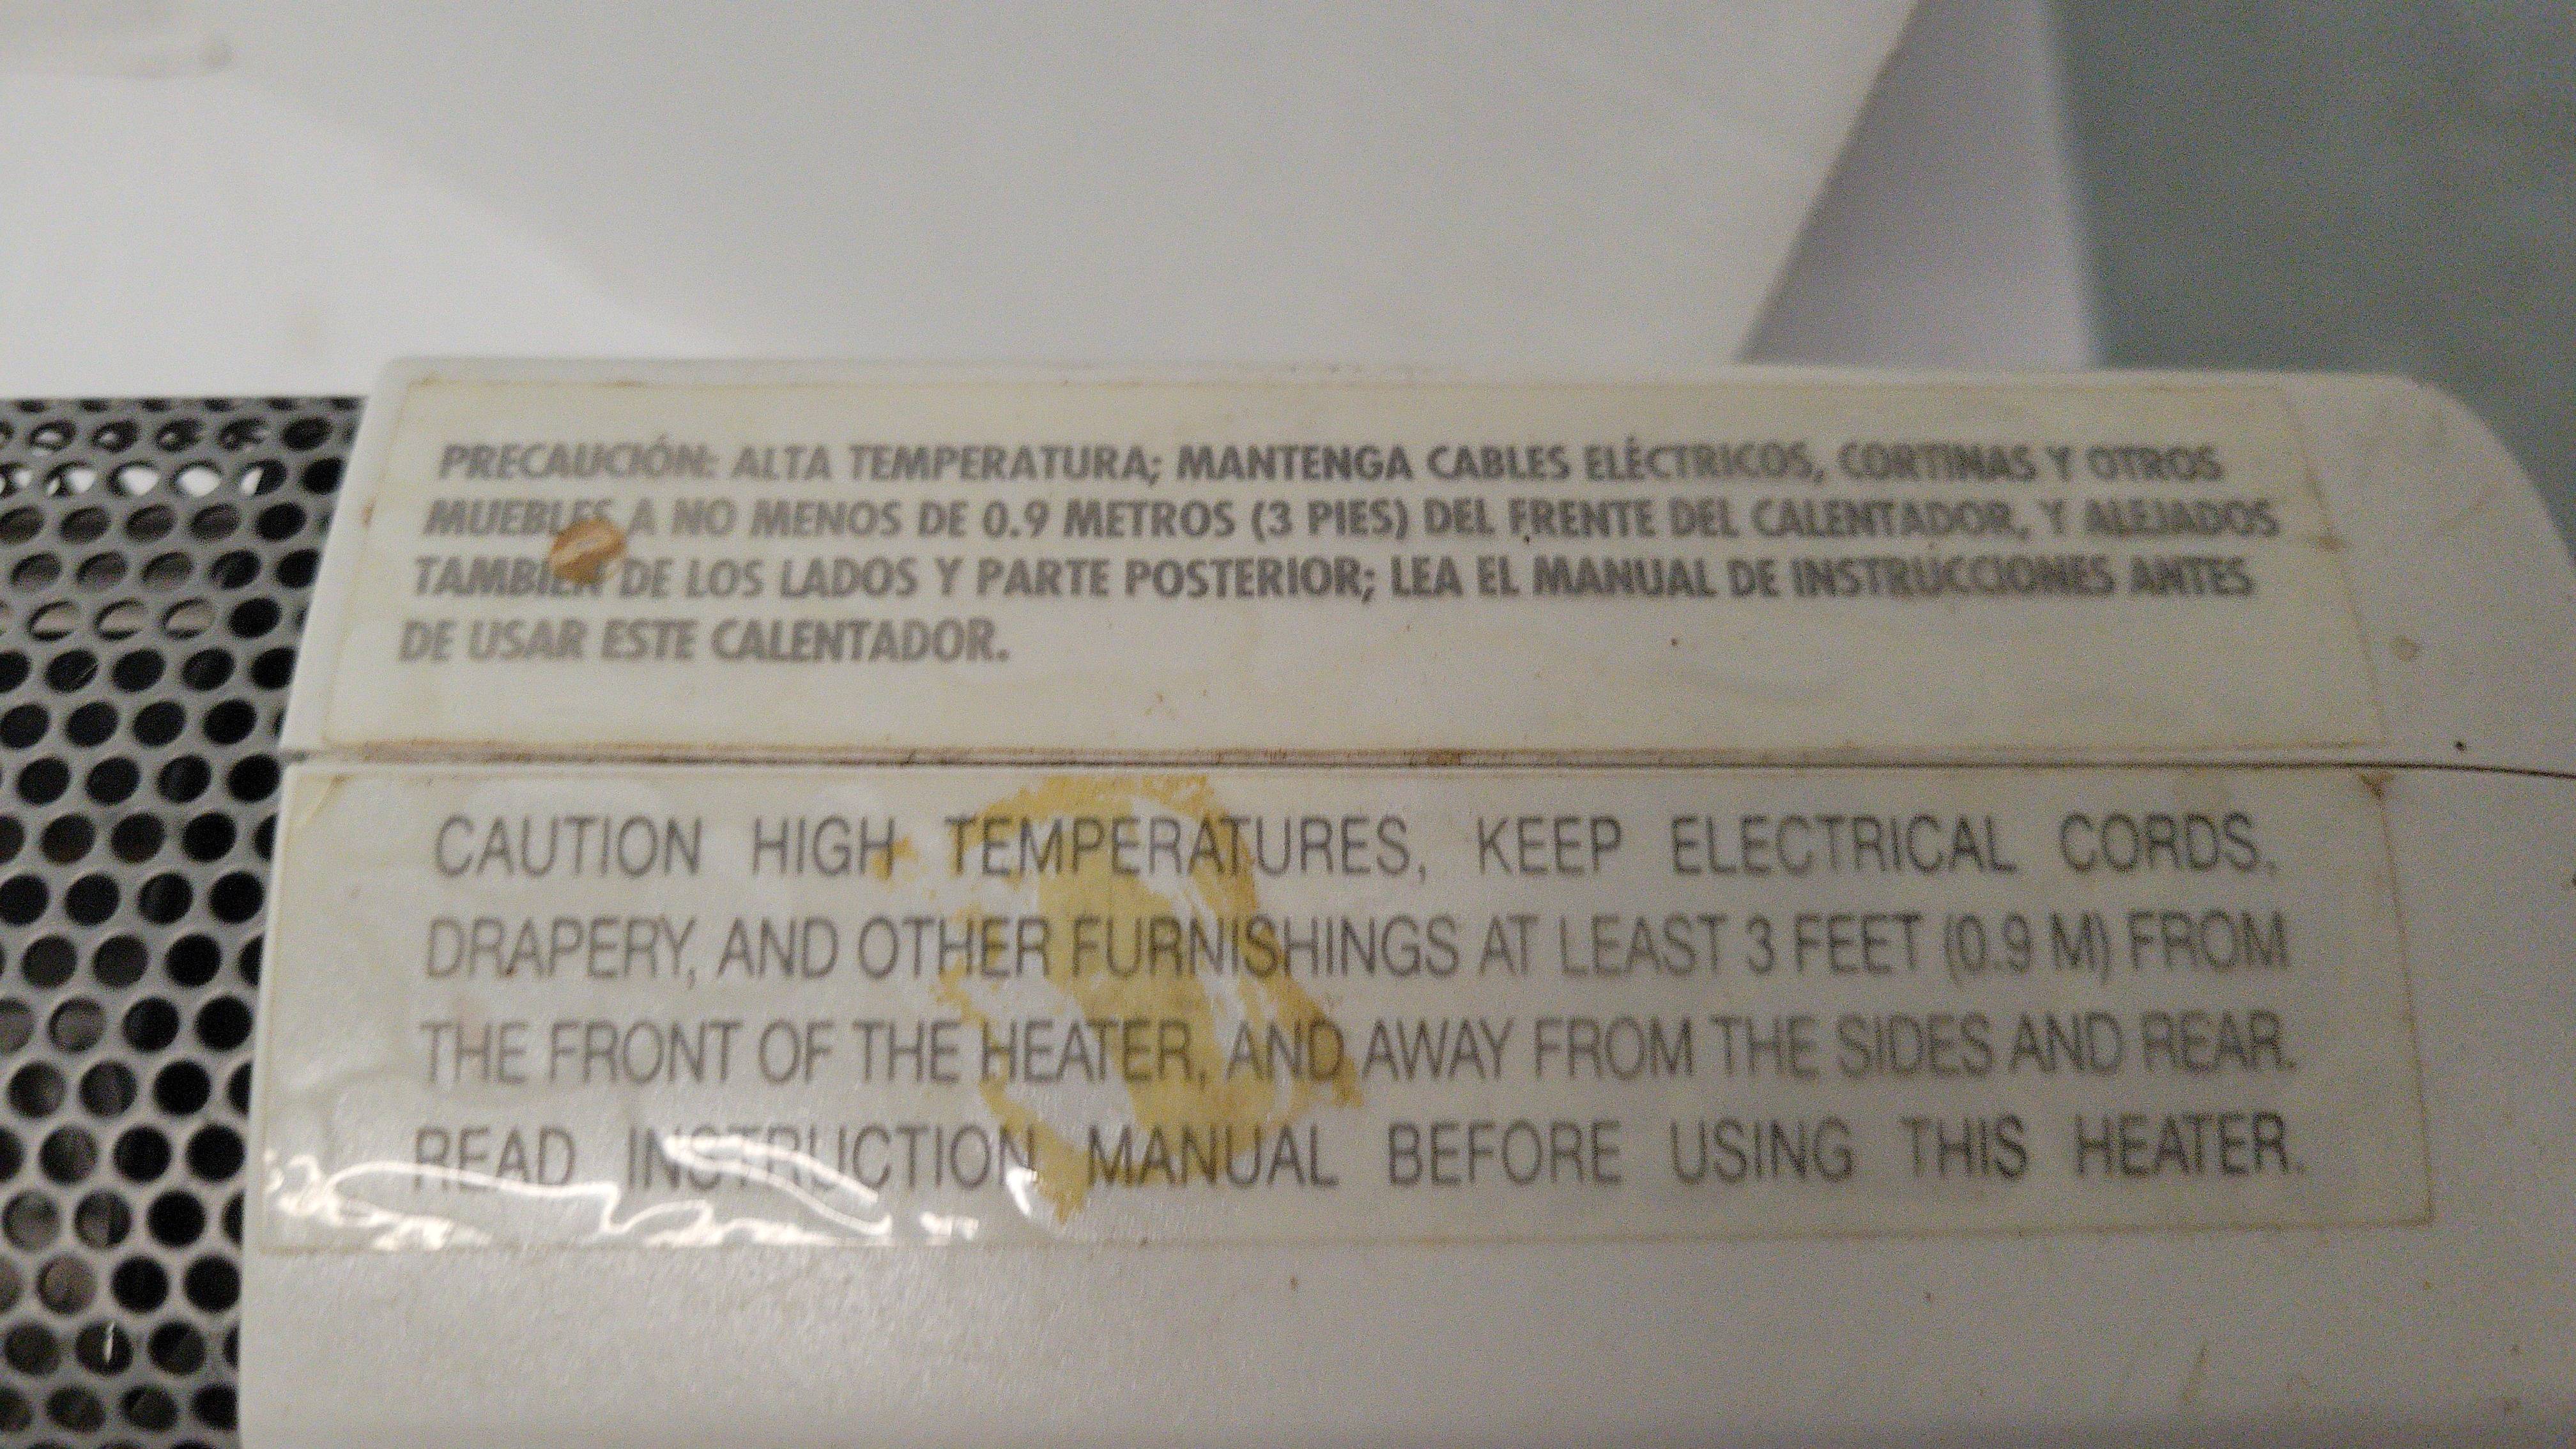 PRECAUCIÓN: ALTA TEMPERATURA; MANTENGA CABLES ELÉCTRICOS, CORTINAS Y OTROS
MUEBLES A NO MENOS DE 0.9 METROS (3 PIES) DEL FRENTE DEL CALENTADOR, Y ALEJADOS
TAMBIEN DE LOS LADOS Y PARTE POSTERIOR; LEA EL MANUAL DE INSTRUCCIONES ANTES
DE USAR ESTE CALENTADOR.
CAUTION HIGH TEMPERATURES, KEEP ELECTRICAL CORDS,
DRAPERY, AND OTHER FURNISHINGS AT LEAST 3 FEET (0.9 M) FROM
THE FRONT OF THE HEATER, AND AWAY FROM THE SIDES AND REAR.
READ INSTRUCTION MANUAL BEFORE USING THIS HEATER.